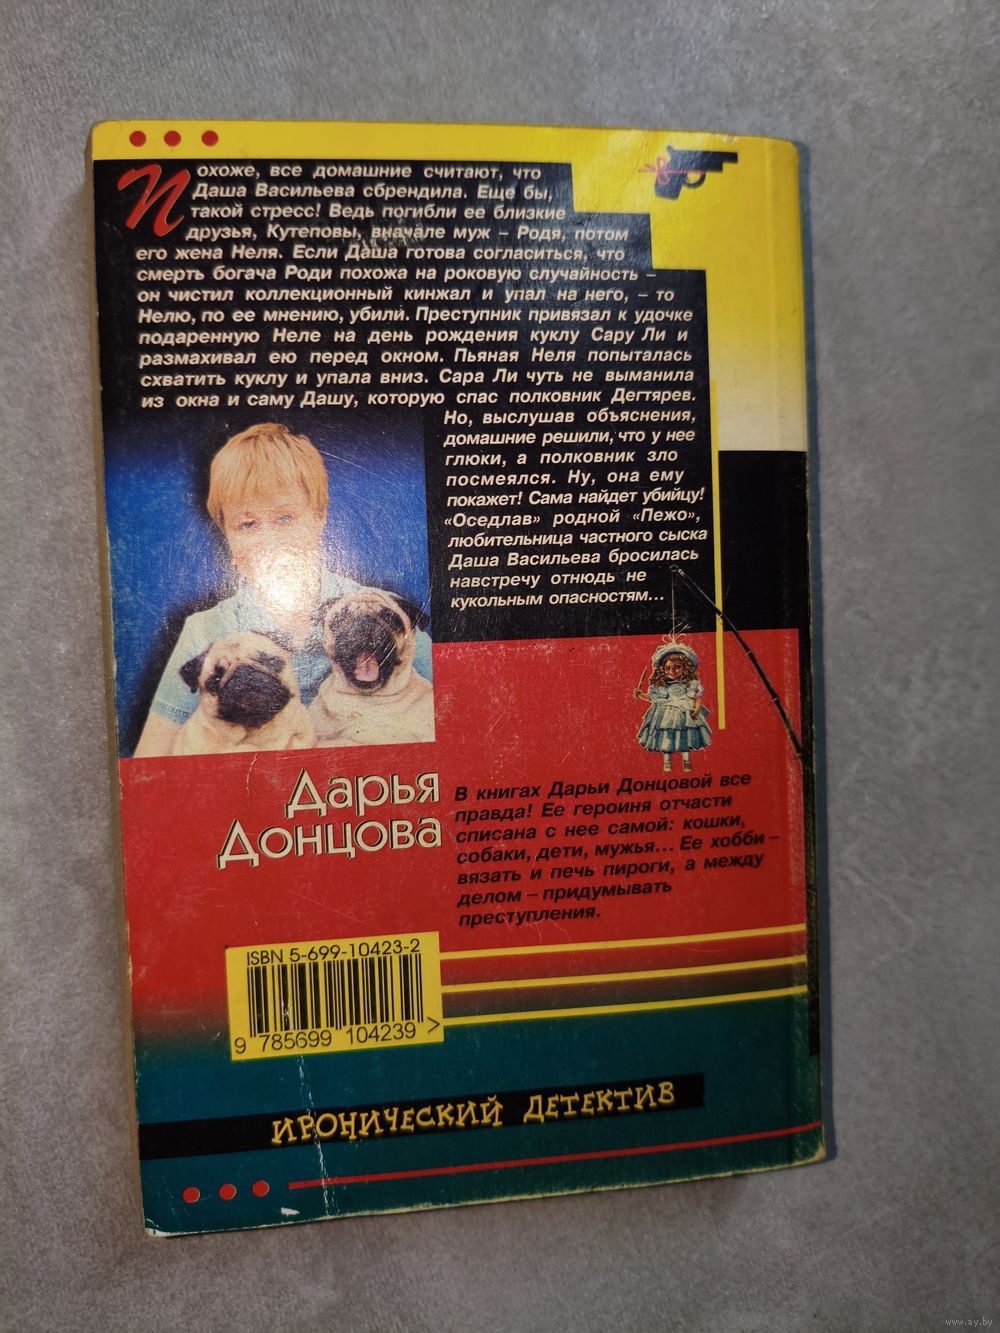 Похоже, все домашние считают, что
Даша Васильева сбрендила. Еще бы,
такой стресс! Ведь погибли ее близкие
друзья, Кутеповы, вначале муж – Родя, потом
его жена Неля. Если Даша готова согласиться, что
смерть богача Роди похожа на роковую случайность –
он чистил коллекционный кинжал и упал на него, – то
Нелю, по ее мнению, убили. Преступник привязал к удочке
подаренную Неле на день рождения куклу Сару Ли и
размахивал ею перед окном. Пьяная Неля попыталась
схватить куклу и упала вниз. Сара Ли чуть не выманила
из окна и саму Дашу, которую спас полковник Дегтярев.
Но, выслушав объяснения,
домашние решили, что у нее
глюки, а полковник зло
посмеялся. Ну, она ему
покажет! Сама найдет убийцу!
«Оседлав» родной «Пежо»,
любительница частного сыска
Даша Васильева бросилась
навстречу отнюдь не
кукольным опасностям...
Дарья
Донцова
В книгах Дарьи Донцовой все
правда! Ее героиня отчасти
списана с нее самой: кошки,
собаки, дети, мужья... Ее хобби –
вязать и печь пироги, а между
делом – придумывать
преступления.
ISBN 5-699-10423-2
9 785699 104239 >
ИРОНИЧЕСКИЙ ДЕТЕКТИВ
www.ay.by